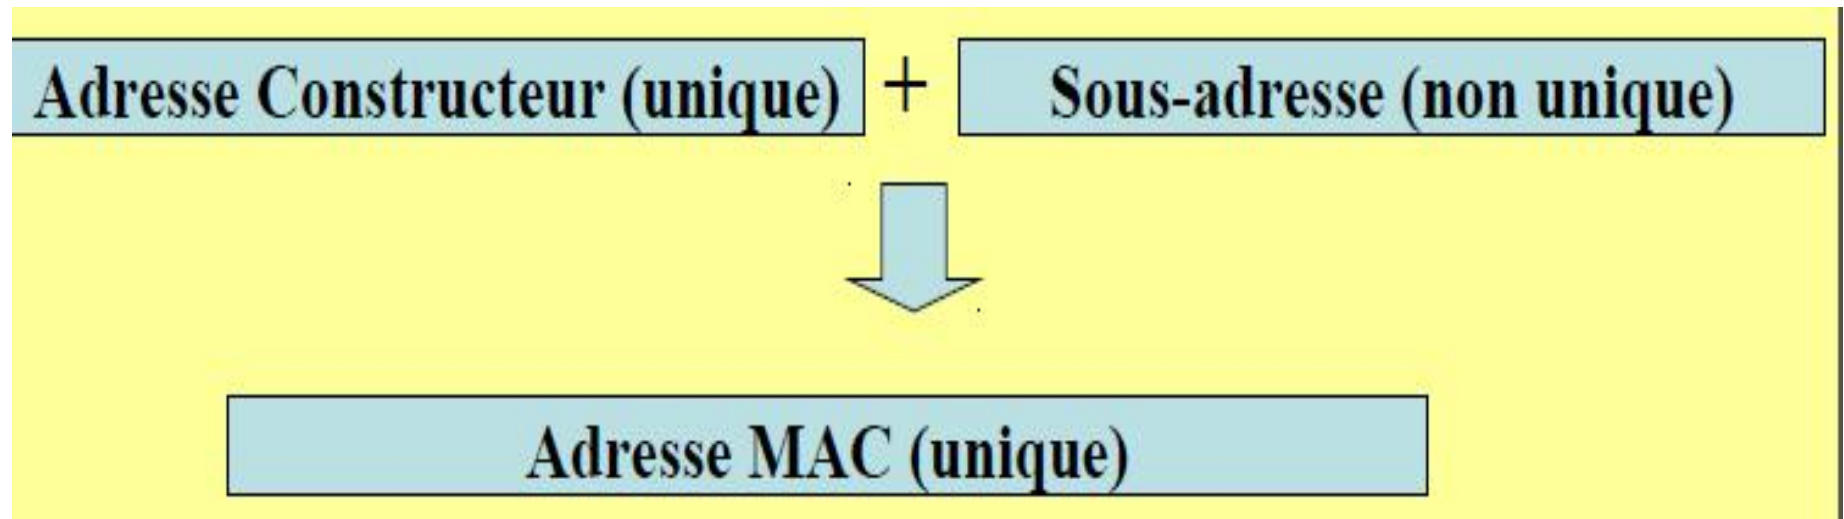 Adresse Constructeur (unique) + Sous-adresse (non unique)
Adresse MAC (unique)